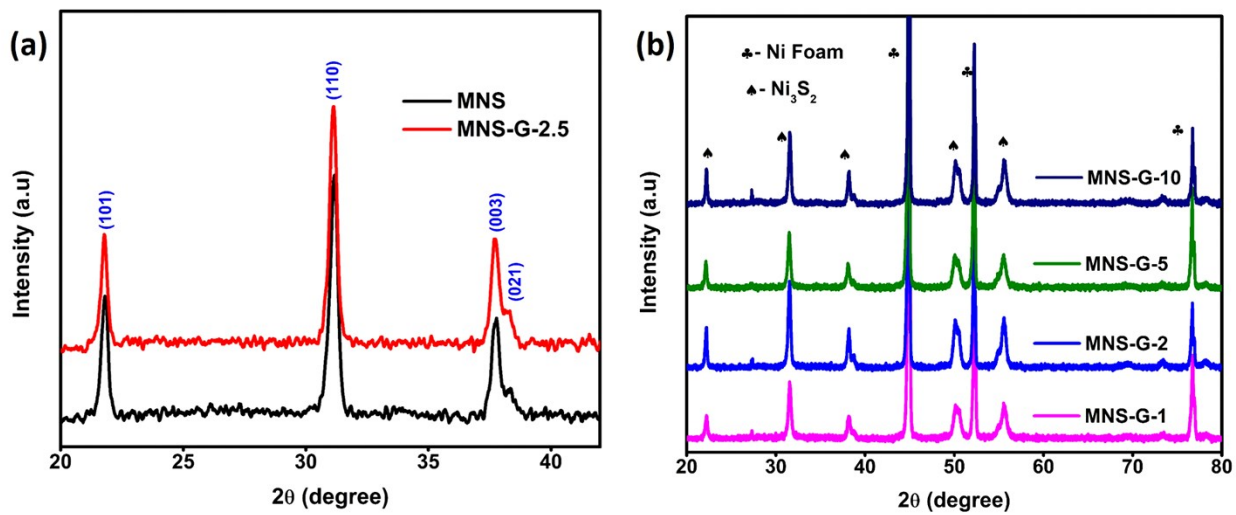 (a)
(110)
MNS
MNS-G-2.5
(101)
(003)
(021)
Intensity (a.u)
20 25 30 35 40
2θ (degree)
(b)
♣- Ni Foam
♠- Ni₃S₂
♣
♣
♣
♠
♠
♠
♠
♠
MNS-G-10
MNS-G-5
MNS-G-2
MNS-G-1
Intensity (a.u)
20 30 40 50 60 70 80
2θ (degree)